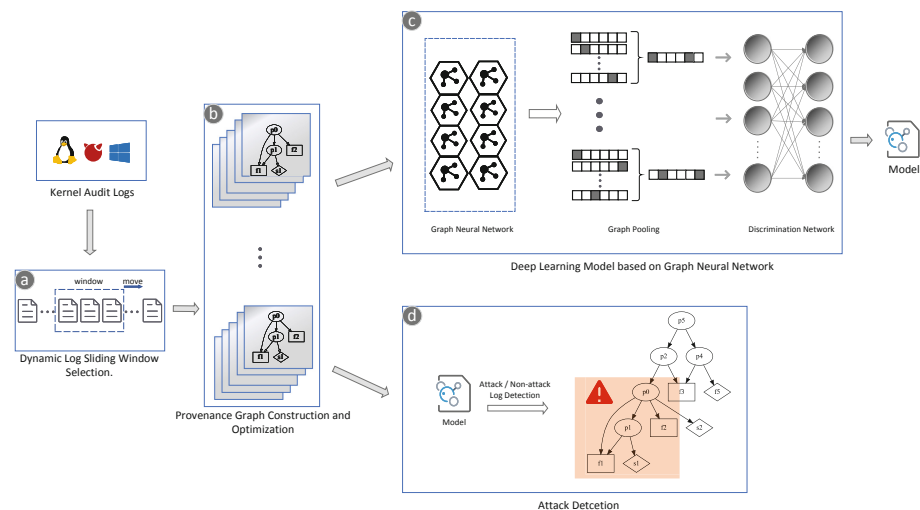 Kernel Audit Logs
a
window
move
Dynamic Log Sliding Window
Selection.
b
p0
p1
f2
f1
s1
p0
p1
f2
f1
s1
Provenance Graph Construction and
Optimization
c
Graph Neural Network
Graph Pooling
Discrimination Network
Deep Learning Model based on Graph Neural Network
Model
d
Model
Attack / Non-attack
Log Detection
p5
p2
p4
p0
f3
f5
p1
f2
s2
f1
s1
Attack Detcetion